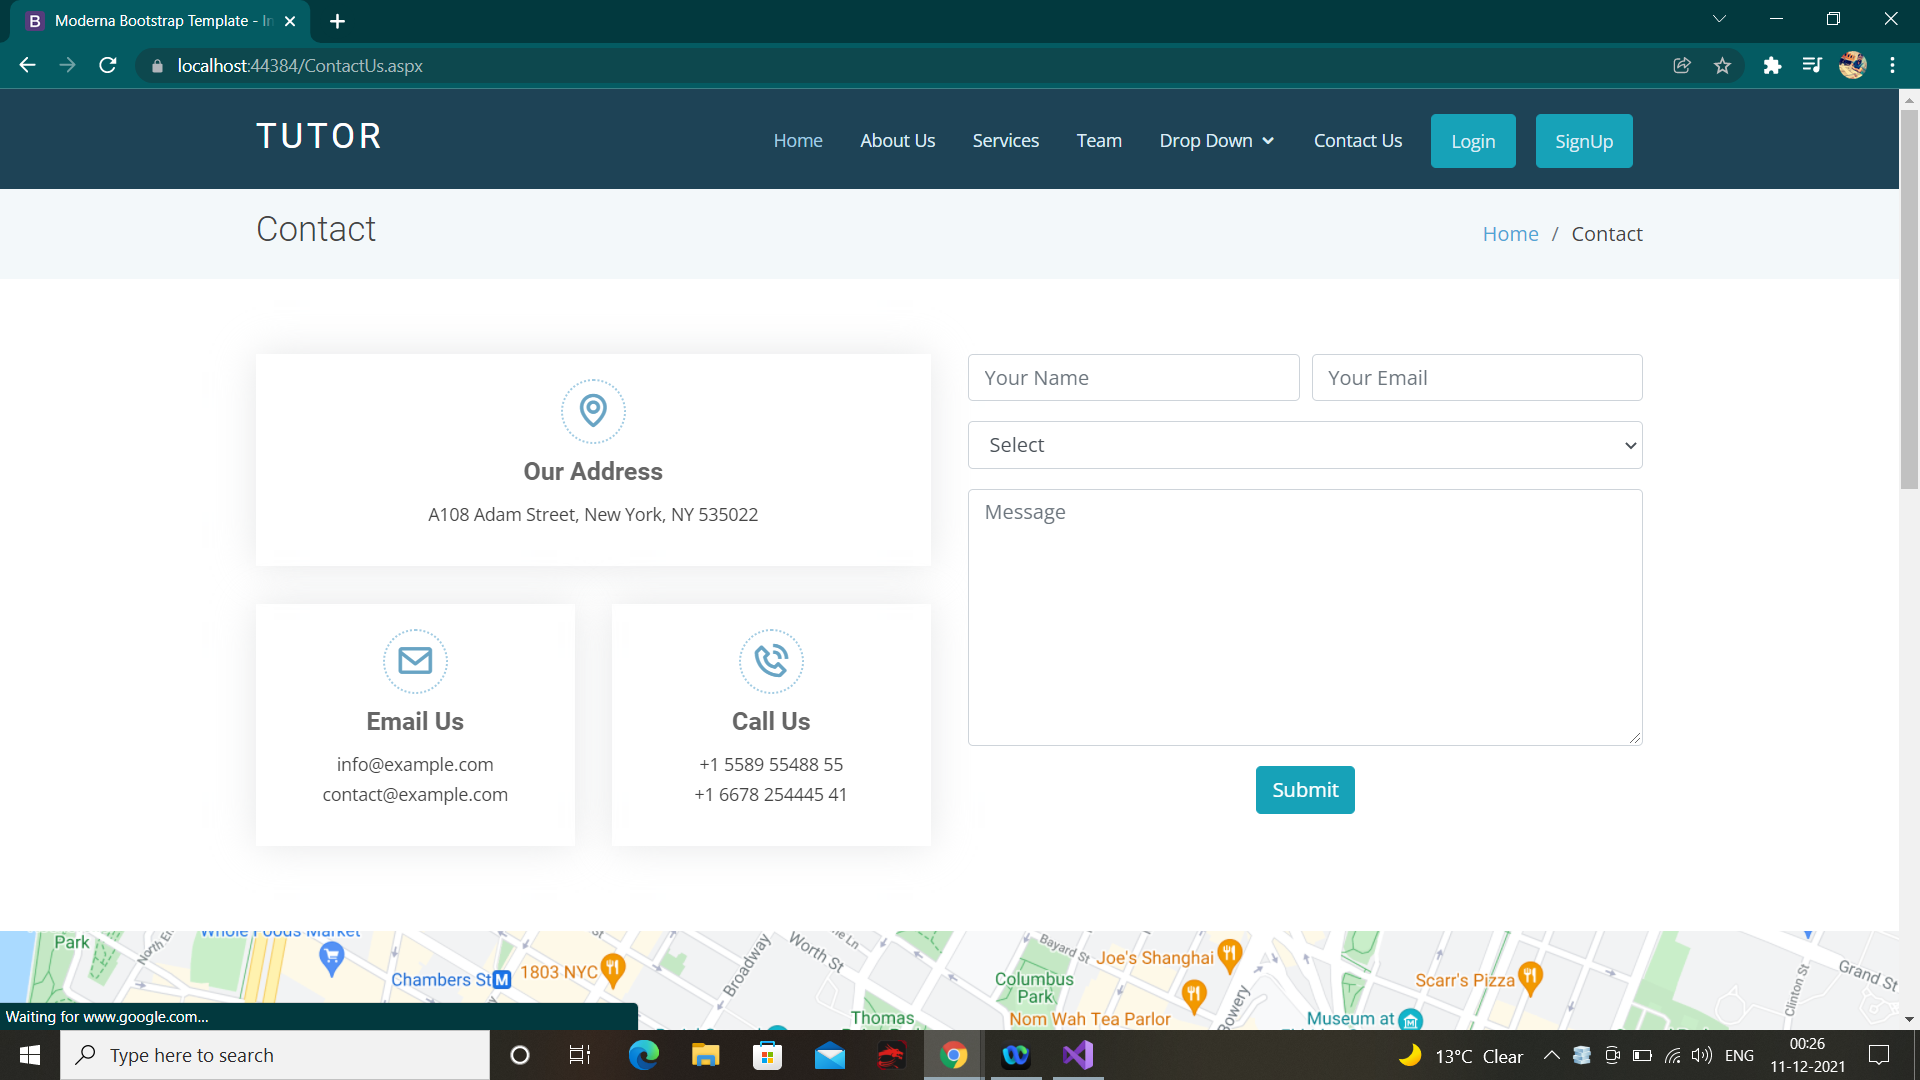 Moderna Bootstrap Template - In
localhost:44384/ContactUs.aspx
TUTOR
Home
About Us
Services
Team
Drop Down
Contact Us
Login
SignUp
Contact
Home / Contact
Our Address
A108 Adam Street, New York, NY 535022
Email Us
info@example.com
contact@example.com
Call Us
+1 5589 55488 55
+1 6678 254445 41
Your Name
Your Email
Select
Message
Submit
Park
North En
Whole Foods Market
Chambers St
M
1803 NYC
Broadway
Worth St
Bayard St
Joe's Shanghai
Columbus
Park
Nom Wah Tea Parlor
Bowery
Thomas
Museum at
Scarr's Pizza
Clinton St
Grand St
Waiting for www.google.com...
Type here to search
13°C Clear
ENG
00:26
11-12-2021